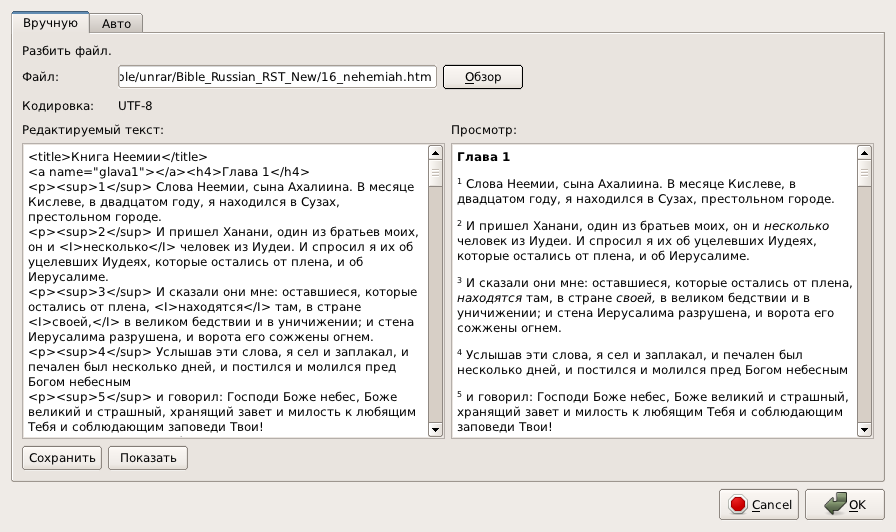 Вручную
Авто
Разбить файл.
Файл:
ole/unrar/Bible_Russian_RST_New/16_nehemiah.htm
Обзор
Кодировка:
UTF-8
Редактируемый текст:
<title>Книга Неемии</title>
<a name="glava1"></a><h4>Глава 1</h4>
<p><sup>1</sup> Слова Неемии, сына Ахалиина. В месяце
Кислеве, в двадцатом году, я находился в Сузах,
престольном городе.
<p><sup>2</sup> И пришел Ханани, один из братьев моих,
он и <I>несколько</I> человек из Иудеи. И спросил я их об
уцелевших Иудеях, которые остались от плена, и об
Иерусалиме.
<p><sup>3</sup> И сказали они мне: оставшиеся, которые
остались от плена, <I>находятся</I> там, в стране
<I>своей,</I> в великом бедствии и в уничижении; и стена
Иерусалима разрушена, и ворота его сожжены огнем.
<p><sup>4</sup> Услышав эти слова, я сел и заплакал, и
печален был несколько дней, и постился и молился пред
Богом небесным
<p><sup>5</sup> и говорил: Господи Боже небес, Боже
великий и страшный, хранящий завет и милость к любящим
Тебя и соблюдающим заповеди Твои!
Просмотр:
Глава 1
1 Слова Неемии, сына Ахалиина. В месяце Кислеве, в
двадцатом году, я находился в Сузах, престольном городе.
2 И пришел Ханани, один из братьев моих, он и несколько
человек из Иудеи. И спросил я их об уцелевших Иудеях,
которые остались от плена, и об Иерусалиме.
3 И сказали они мне: оставшиеся, которые остались от плена,
находятся там, в стране своей, в великом бедствии и в
уничижении; и стена Иерусалима разрушена, и ворота его
сожжены огнем.
4 Услышав эти слова, я сел и заплакал, и печален был
несколько дней, и постился и молился пред Богом небесным
5 и говорил: Господи Боже небес, Боже великий и страшный,
хранящий завет и милость к любящим Тебя и соблюдающим
заповеди Твои!
Сохранить
Показать
Cancel
OK